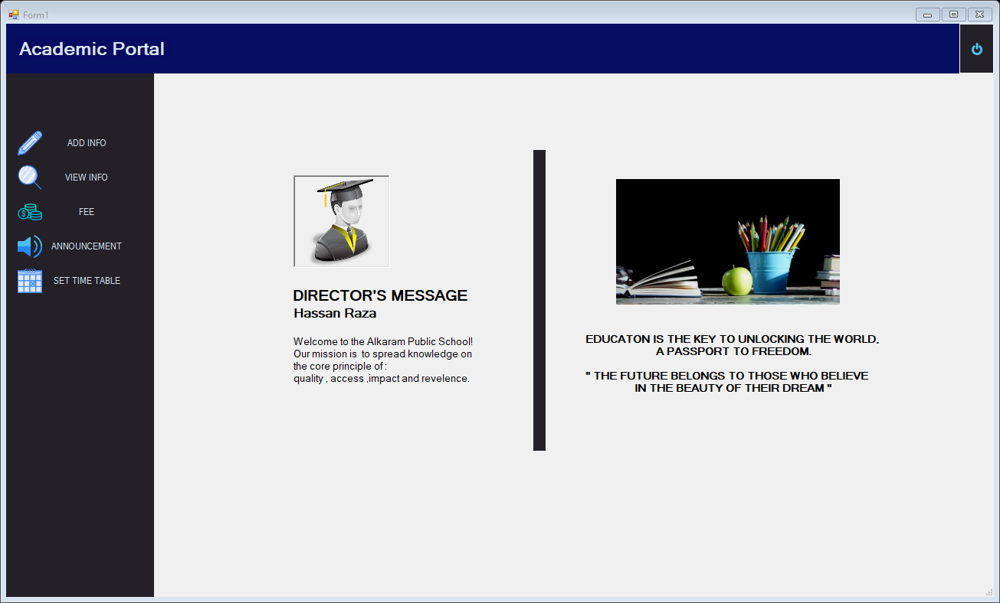 Form1
Academic Portal
ADD INFO
VIEW INFO
FEE
ANNOUNCEMENT
SET TIME TABLE
DIRECTOR'S MESSAGE
Hassan Raza
Welcome to the Alkaram Public School!
Our mission is  to spread knowledge on
the core principle of :
quality , access ,impact and revelence.
EDUCATON IS THE KEY TO UNLOCKING THE WORLD,
A PASSPORT TO FREEDOM.
" THE FUTURE BELONGS TO THOSE WHO BELIEVE
IN THE BEAUTY OF THEIR DREAM "